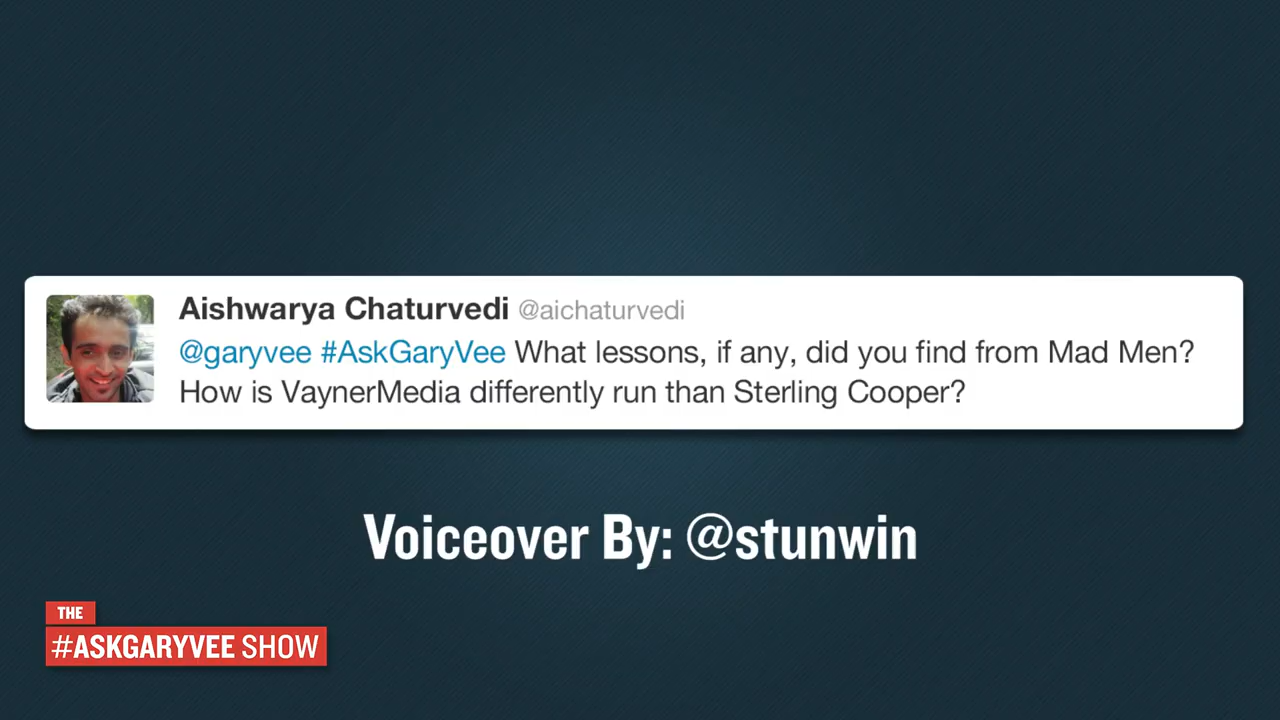 Aishwarya Chaturvedi @aichaturvedi
@garyvee #AskGaryVee What lessons, if any, did you find from Mad Men?
How is VaynerMedia differently run than Sterling Cooper?
Voiceover By: @stunwin
THE
#ASKGARYVEE SHOW